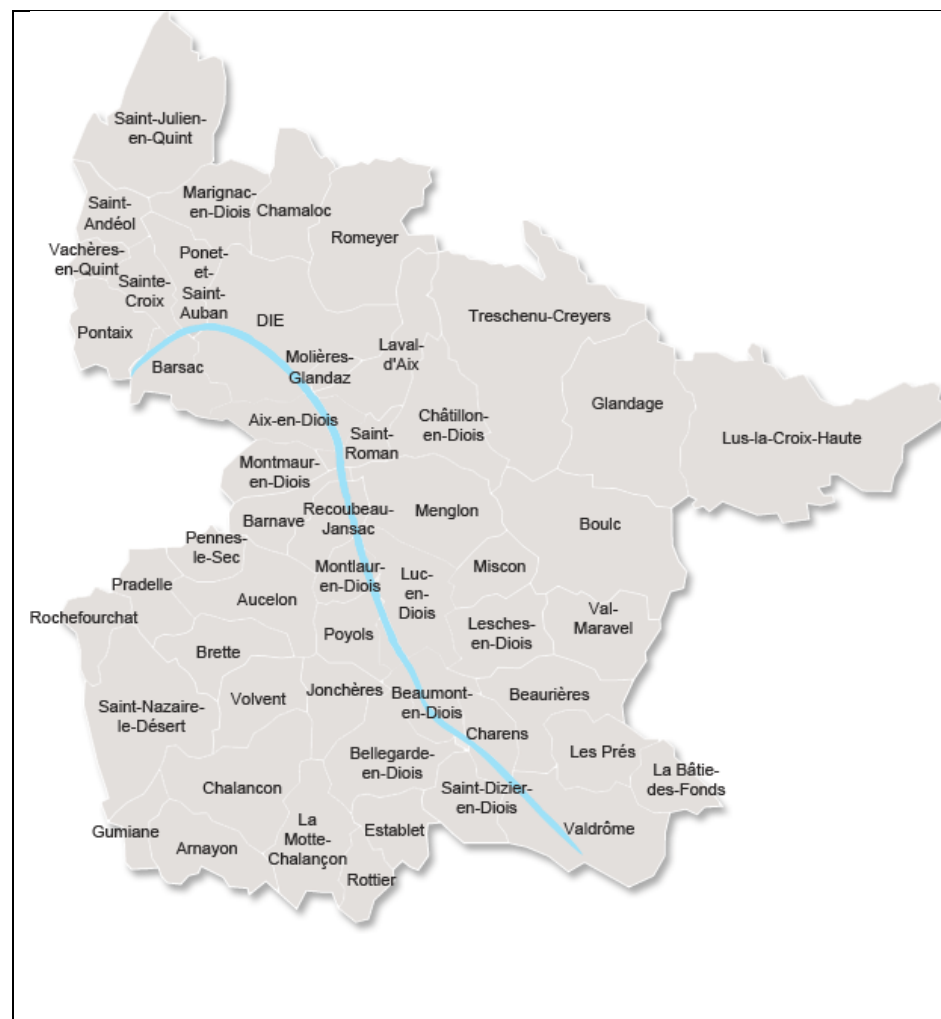 Saint-Julien-
en-Quint
Marignac-
en-Diois
Chamaloc
Saint-
Andéol
Romeyer
Vachères-
en-Quint
Ponet-
et-
Saint-
Auban
Sainte-
Croix
DIE
Treschenu-Creyers
Pontaix
Barsac
Molières-
Glandaz
Laval-
d'Aix
Glandage
Lus-la-Croix-Haute
Aix-en-Diois
Châtillon-
en-Diois
Saint-
Roman
Montmaur-
en-Diois
Barnave
Recoubeau-
Jansac
Menglon
Boulc
Pennes-
le-Sec
Pradelle
Montlaur-
en-Diois
Luc-
en-
Diois
Miscon
Aucelon
Rochefourchat
Val-
Maravel
Lesches-
en-Diois
Poyols
Brette
Jonchères
Beaumont-
en-Diois
Beaurières
Volvent
Saint-Nazaire-
le-Désert
Charens
Les Prés
Bellegarde-
en-Diois
La Bâtie-
des-Fonds
Chalancon
Saint-Dizier-
en-Diois
Gumiane
Arnayon
La
Motte-
Chalançon
Establet
Valdrôme
Rottier